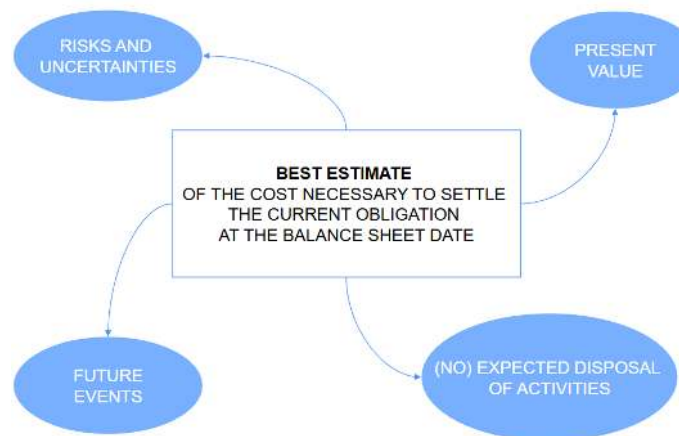 RISKS AND
UNCERTAINTIES
PRESENT
VALUE
BEST ESTIMATE
OF THE COST NECESSARY TO SETTLE
THE CURRENT OBLIGATION
AT THE BALANCE SHEET DATE
FUTURE
EVENTS
(NO) EXPECTED DISPOSAL
OF ACTIVITIES